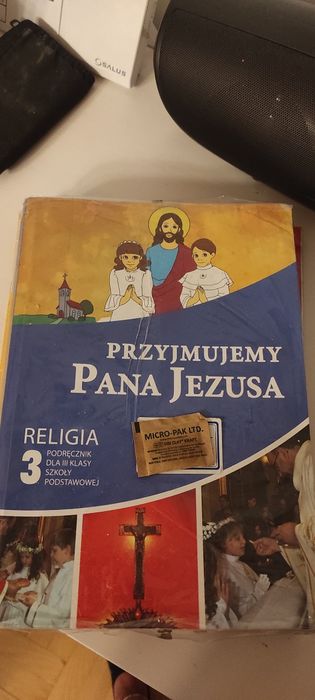 SALUS
PRZYJMUJEMY
PANA JEZUSA
RELIGIA
3
PODRĘCZNIK
DLA III KLASY
SZKOŁY
PODSTAWOWEJ
MICRO-PAK LTD.